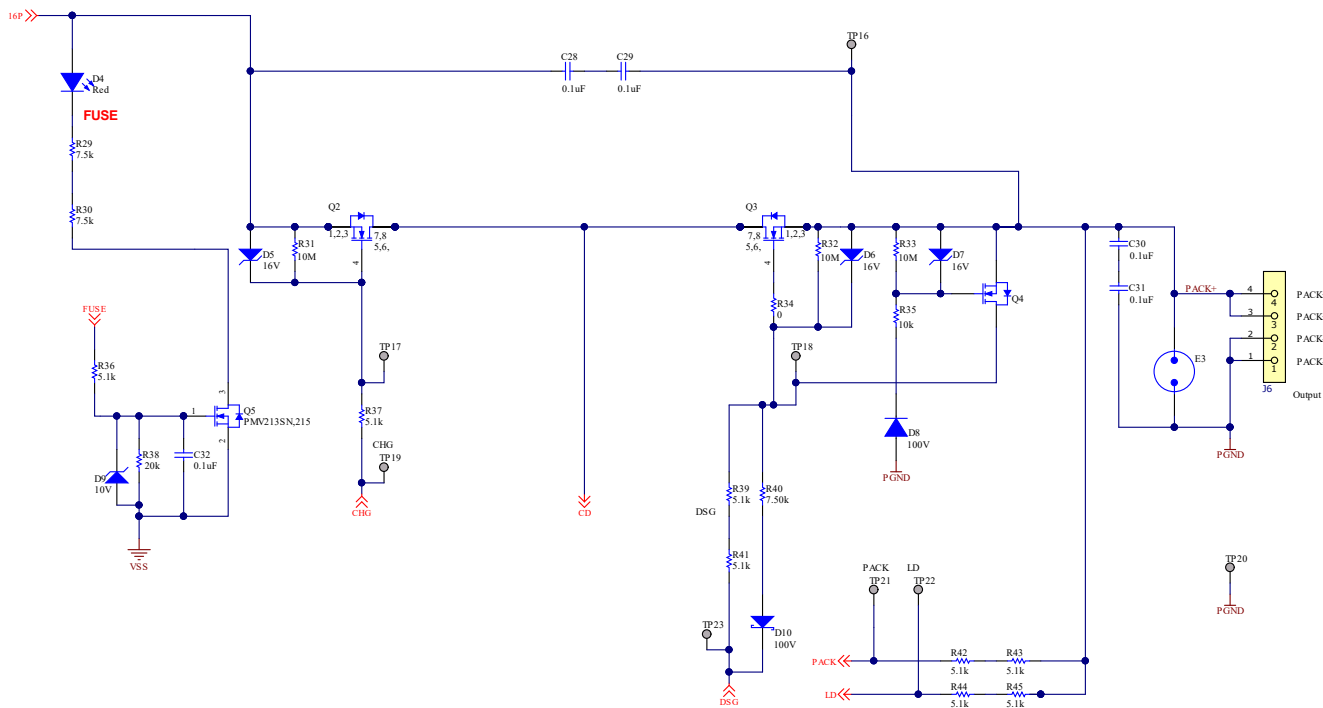 16P
TP16
C28
C29
0.1uF
0.1uF
D4
Red
FUSE
R29
7.5k
R30
7.5k
Q2
1,2,3
7,8
5,6,
4
D5
16V
R31
10M
Q3
7,8
5,6,
1,2,3
4
R32
10M
D6
16V
R33
10M
D7
16V
Q4
C30
0.1uF
C31
0.1uF
PACK+
4
4
PACK
3
3
PACK
2
2
PACK
1
1
PACK
J6
Output
E3
R34
0
R35
10k
FUSE
R36
5.1k
TP17
TP18
3
1
2
Q5
PMV213SN,215
R37
5.1k
D8
100V
PGND
PGND
D9
10V
R38
20k
C32
0.1uF
CHG
TP19
CHG
CD
VSS
R39
5.1k
R40
7.50k
DSG
R41
5.1k
PACK
TP21
LD
TP22
TP20
PGND
TP23
D10
100V
DSG
PACK
R42
5.1k
R43
5.1k
LD
R44
5.1k
R45
5.1k